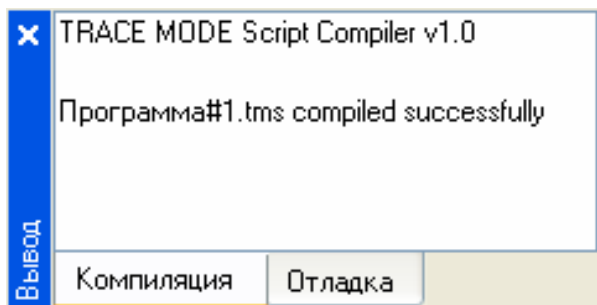 TRACE MODE Script Compiler v1.0
Программа#1.tms compiled successfully
Вывод
Компиляция
Отладка